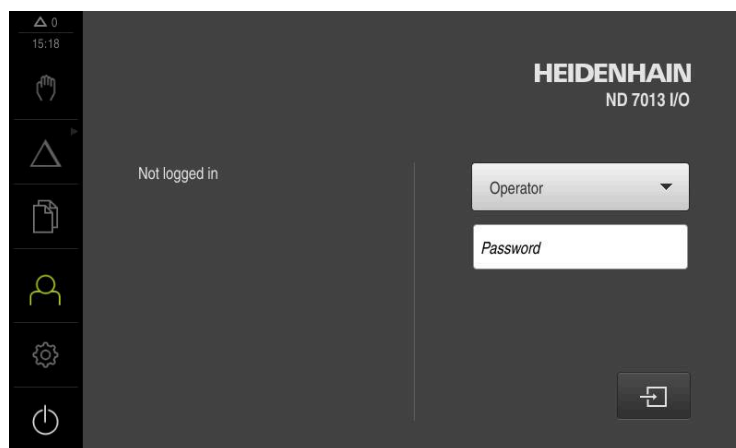 0
15:18
HEIDENHAIN
ND 7013 I/O
Not logged in
Operator
Password